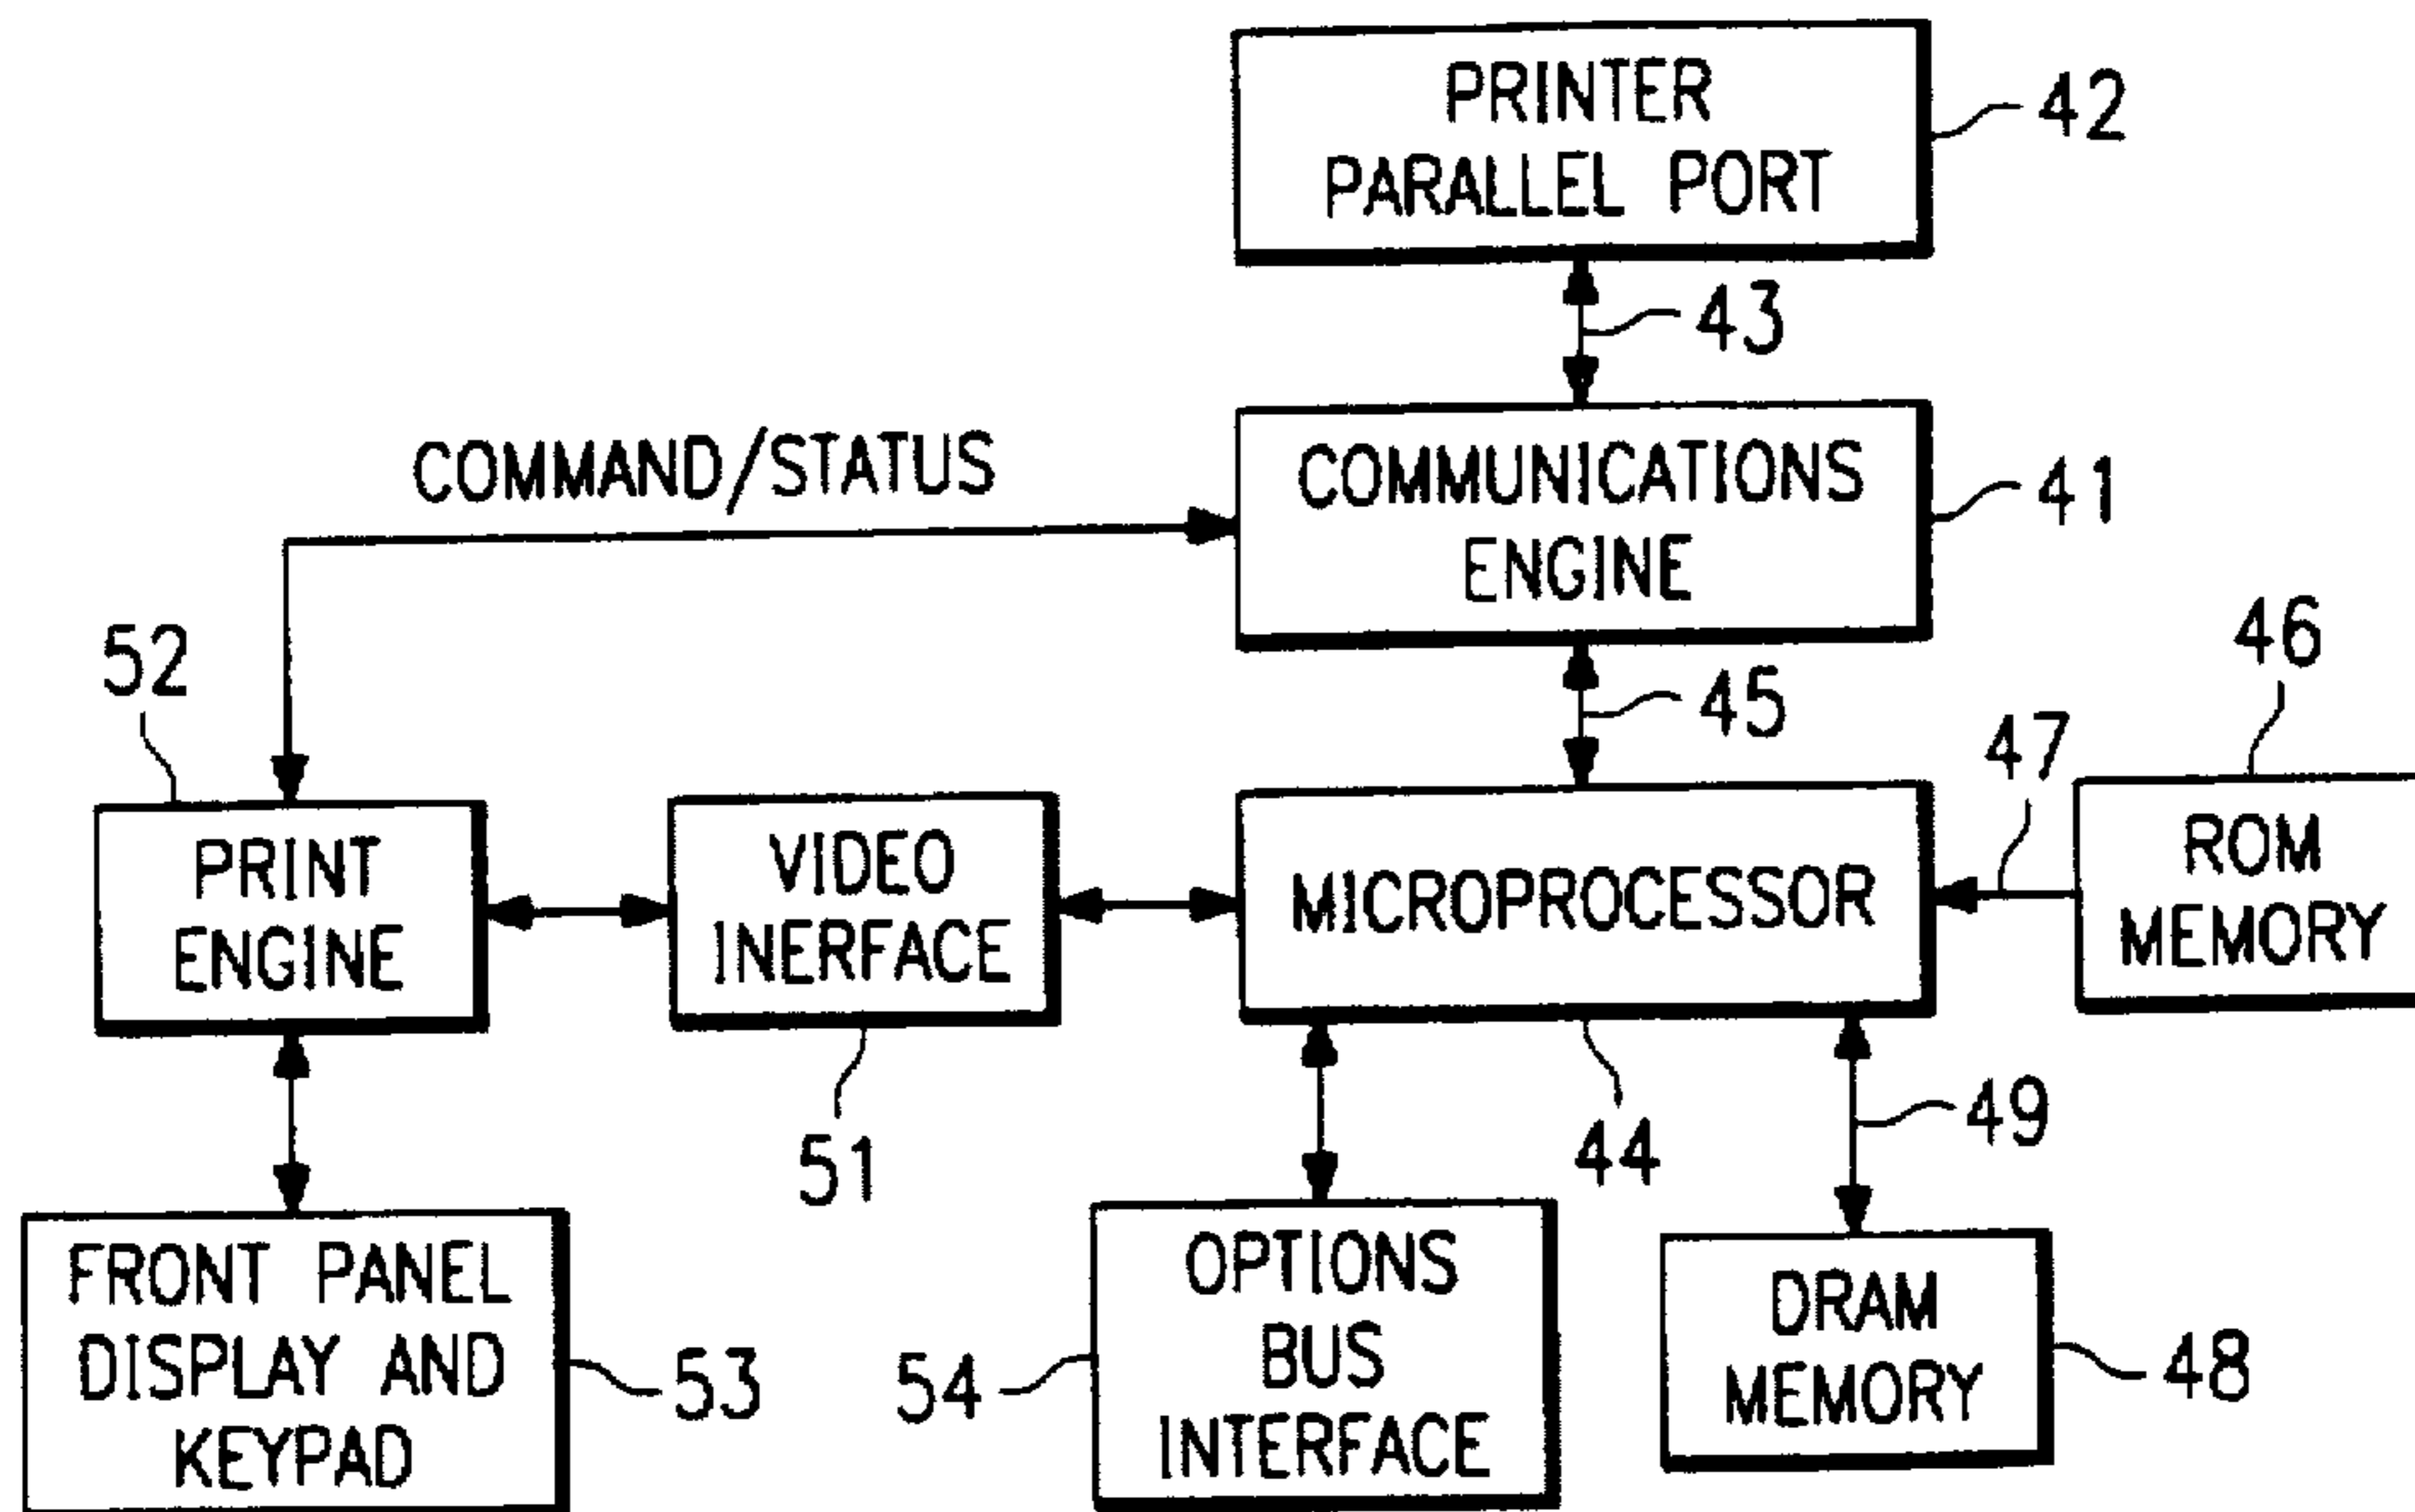 PRINTER
PARALLEL PORT
42
43
COMMAND/STATUS
COMMUNICATIONS
ENGINE
41
52
45
46
47
PRINT
ENGINE
VIDEO
INERFACE
MICROPROCESSOR
ROM
MEMORY
51
44
49
FRONT PANEL
DISPLAY AND
KEYPAD
53
54
OPTIONS
BUS
INTERFACE
DRAM
MEMORY
48